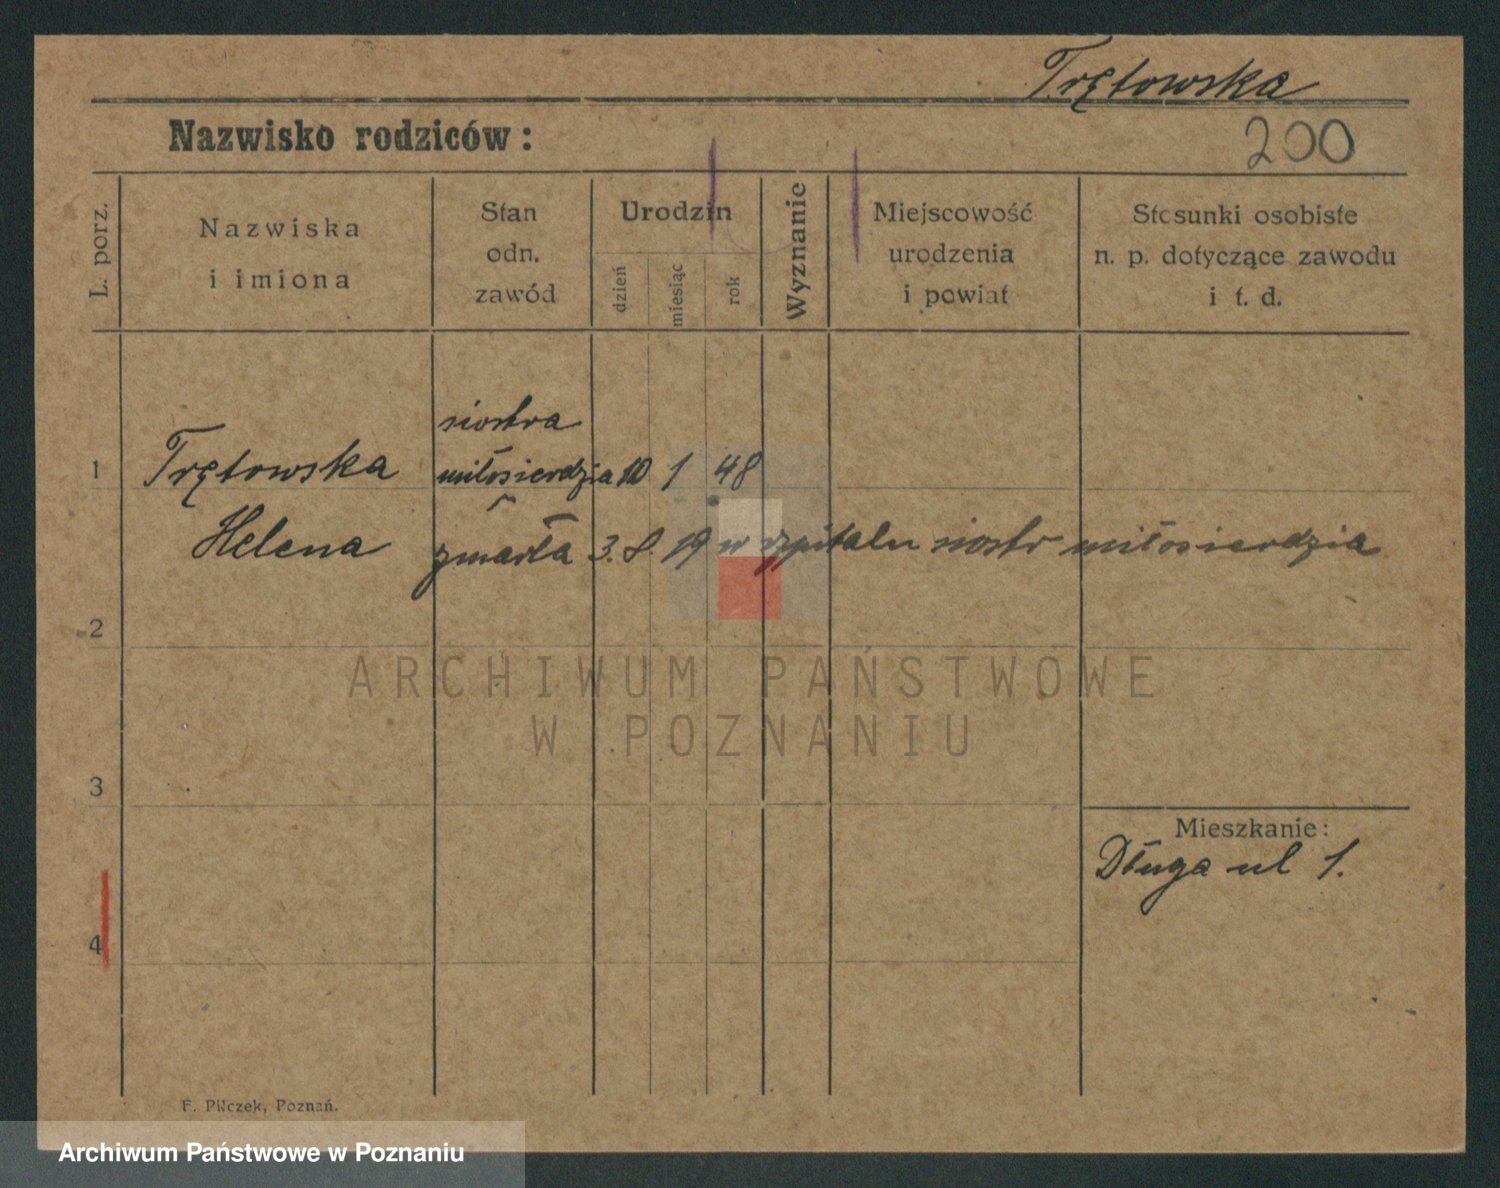 Trętowska
Nazwisko rodziców:
200
L. porz.
Nazwiska
i imiona
Stan
odn.
zawód
Urodzin
dzień
miesiąc
rok
Wyznanie
Miejscowość
urodzenia
i powiat
Stosunki osobiste
n. p. dotyczące zawodu
i t. d.
siostra
1 Trętowska miłosierdzia 10 1 48
Helena zmarła 3. 8 19 w szpitalu siostr miłosierdzia
2
ARCHIWUM PAŃSTWOWE
W POZNANIU
3
Mieszkanie:
Długa ul 1.
4
F. Pilczek, Poznań.
Archiwum Państwowe w Poznaniu